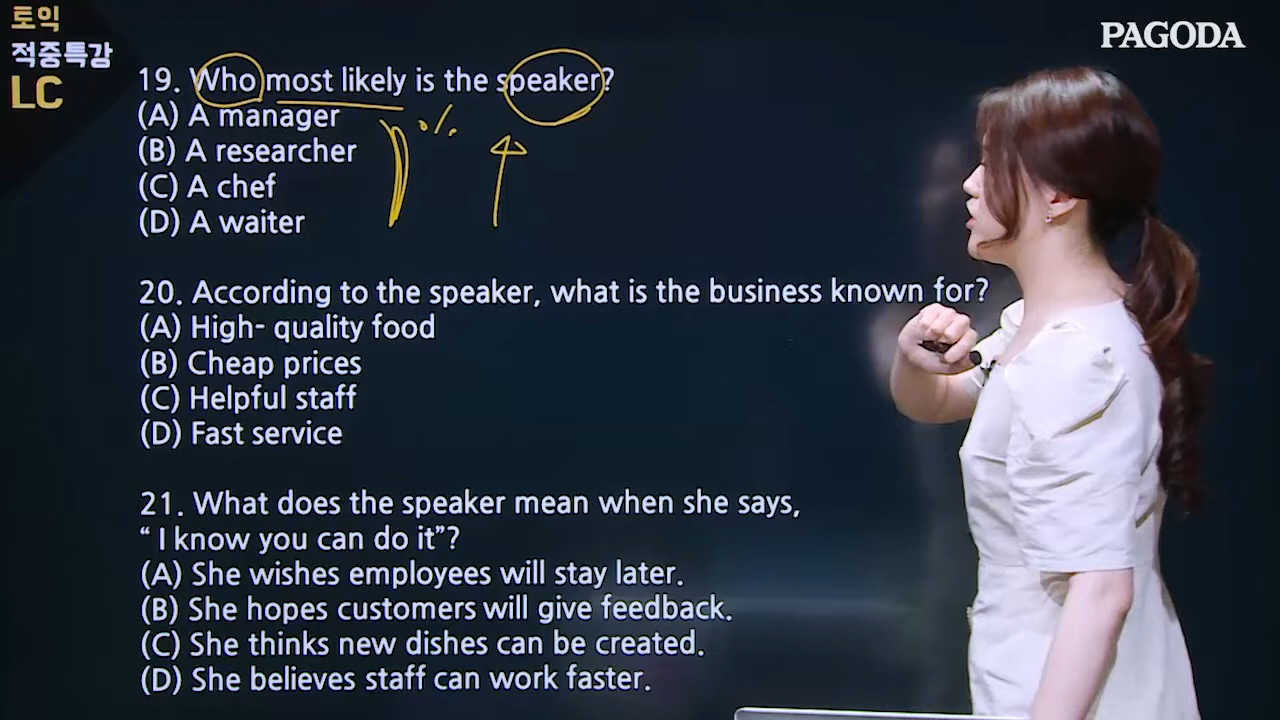 토익
적중특강
LC
PAGODA
19. Who most likely is the speaker?
(A) A manager
(B) A researcher
(C) A chef
(D) A waiter
%
20. According to the speaker, what is the business known for?
(A) High- quality food
(B) Cheap prices
(C) Helpful staff
(D) Fast service
21. What does the speaker mean when she says,
“ I know you can do it”?
(A) She wishes employees will stay later.
(B) She hopes customers will give feedback.
(C) She thinks new dishes can be created.
(D) She believes staff can work faster.